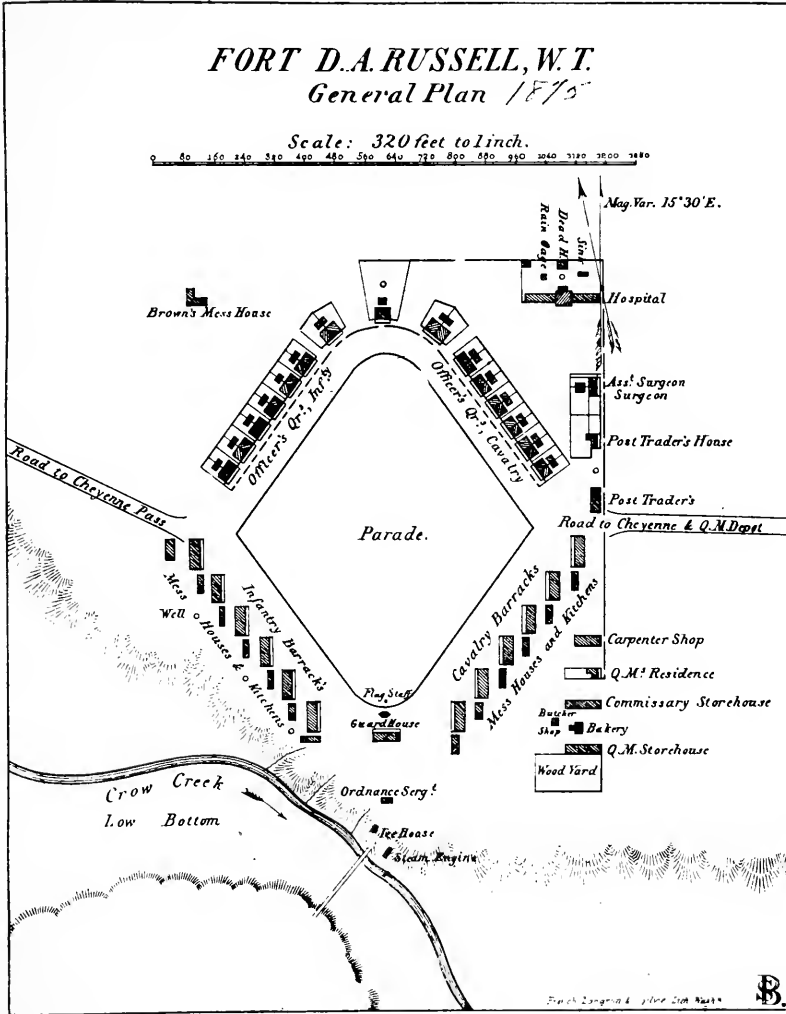 FORT D.A. RUSSELL, W.T.
General Plan 1875
Scale: 320 feet to 1 inch.
0 80 160 240 320 400 480 560 640 720 800 880 960 1040 1120 1200 1280
Mag. Var. 15°30'E.
Rain Gage
Dead H.
Sink
Hospital
Brown's Mess House
Officer's Qrs., Infty
Officer's Qrs., Cavalry
Asst. Surgeon
Surgeon
Post Trader's House
Post Trader's
Road to Cheyenne Pass
Road to Cheyenne & Q.M. Depot
Parade.
Mess Houses & Kitchens
Well
Infantry Barracks
Cavalry Barracks
Mess Houses and Kitchens
Carpenter Shop
Q.Ms. Residence
Commissary Storehouse
Butcher
Shop
Bakery
Q.M. Storehouse
Wood Yard
Flag Staff
Guard House
Ordnance Sergt.
Ice House
Steam Engine
Crow Creek
Low Bottom